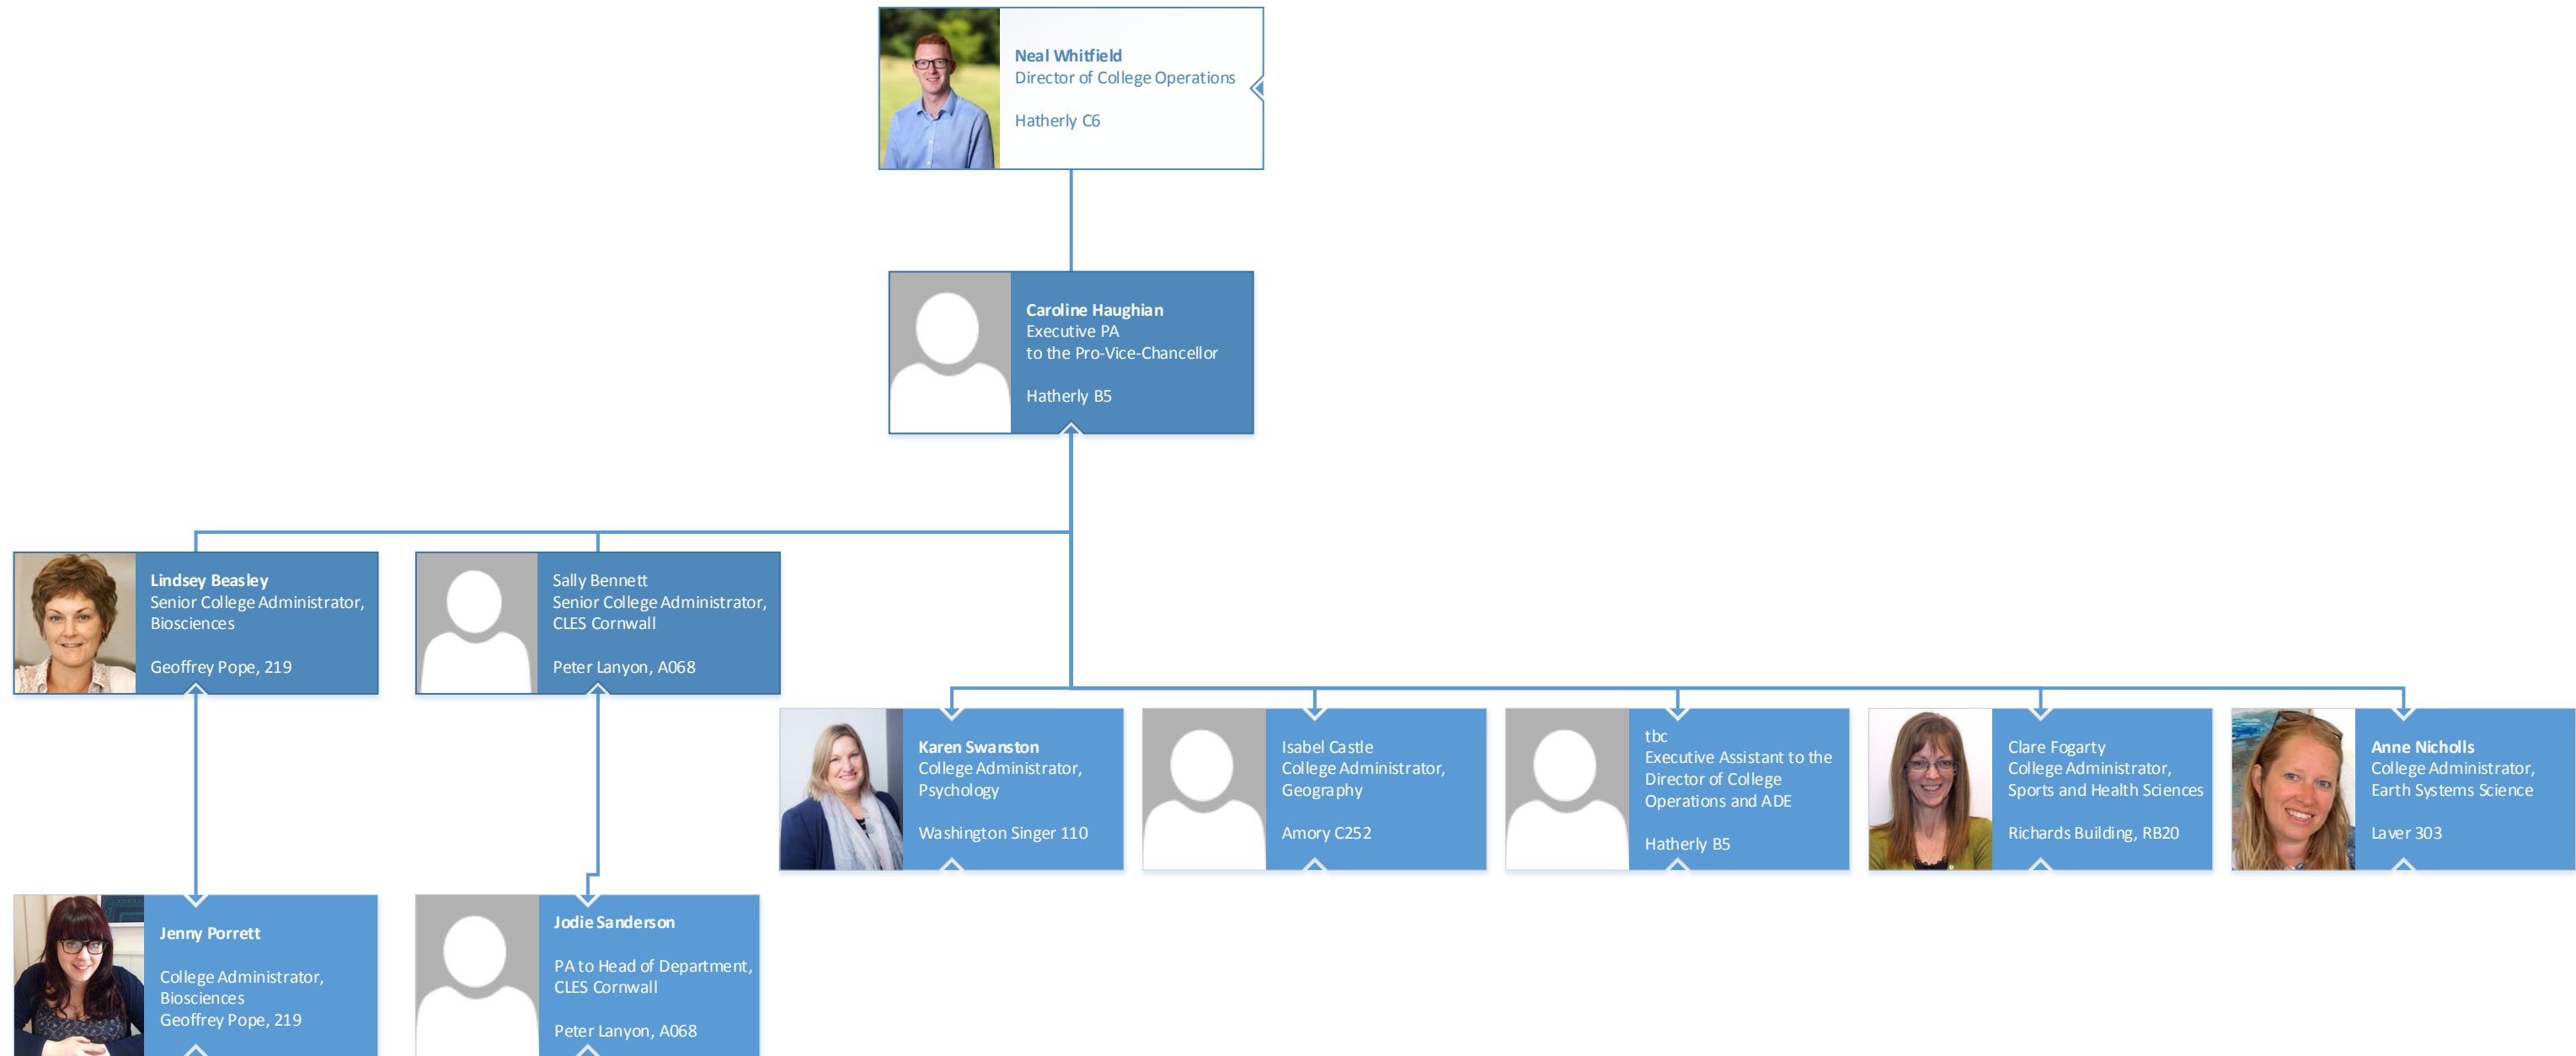 Neal Whitfield
Director of College Operations
Hatherly C6
Caroline Haughian
Executive PA
to the Pro-Vice-Chancellor
Hatherly B5
Lindsey Beasley
Senior College Administrator,
Biosciences
Geoffrey Pope, 219
Sally Bennett
Senior College Administrator,
CLES Cornwall
Peter Lanyon, A068
Karen Swanston
College Administrator,
Psychology
Washington Singer 110
Isabel Castle
College Administrator,
Geography
Amory C252
tbc
Executive Assistant to the
Director of College
Operations and ADE
Hatherly B5
Clare Fogarty
College Administrator,
Sports and Health Sciences
Richards Building, RB20
Anne Nicholls
College Administrator,
Earth Systems Science
Laver 303
Jenny Porrett
College Administrator,
Biosciences
Geoffrey Pope, 219
Jodie Sanderson
PA to Head of Department,
CLES Cornwall
Peter Lanyon, A068